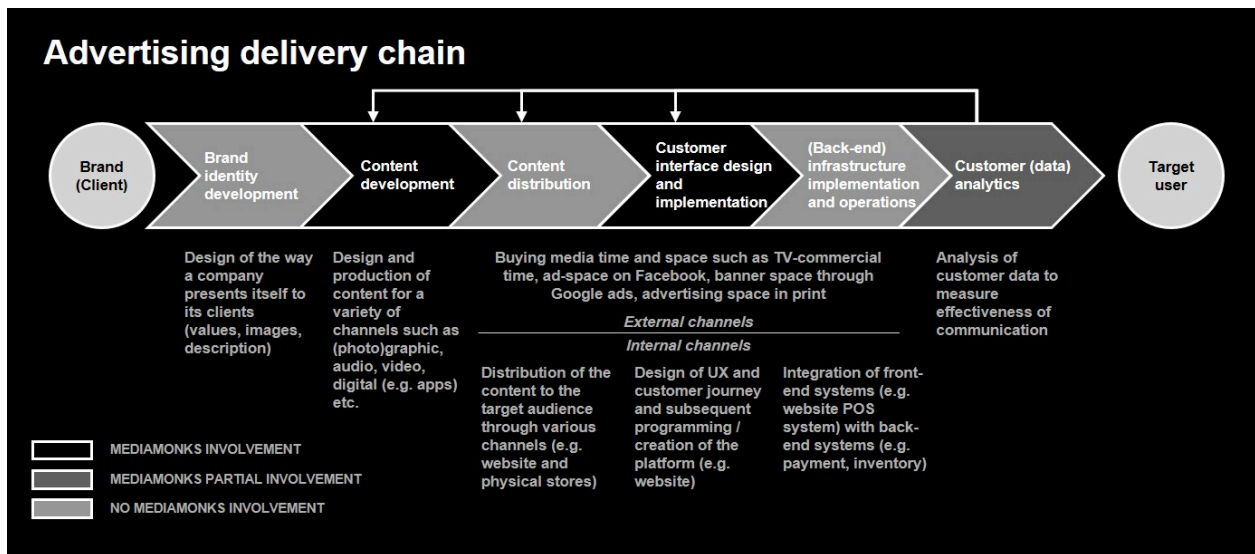 Advertising delivery chain
Brand
(Client)
Brand
identity
development
Content
development
Content
distribution
Customer
interface design
and
implementation
(Back-end)
infrastructure
implementation
and operations
Customer (data)
analytics
Target
user
Design of the way
a company
presents itself to
its clients
(values, images,
description)
Design and
production of
content for a
variety of
channels such as
(photo)graphic,
audio, video,
digital (e.g. apps)
etc.
Buying media time and space such as TV-commercial
time, ad-space on Facebook, banner space through
Google ads, advertising space in print
External channels
Internal channels
Distribution of the
content to the
target audience
through various
channels (e.g.
website and
physical stores)
Design of UX and
customer journey
and subsequent
programming /
creation of the
platform (e.g.
website)
Integration of front-
end systems (e.g.
website POS
system) with back-
end systems (e.g.
payment, inventory)
Analysis of
customer data to
measure
effectiveness of
communication
MEDIAMONKS INVOLVEMENT
MEDIAMONKS PARTIAL INVOLVEMENT
NO MEDIAMONKS INVOLVEMENT